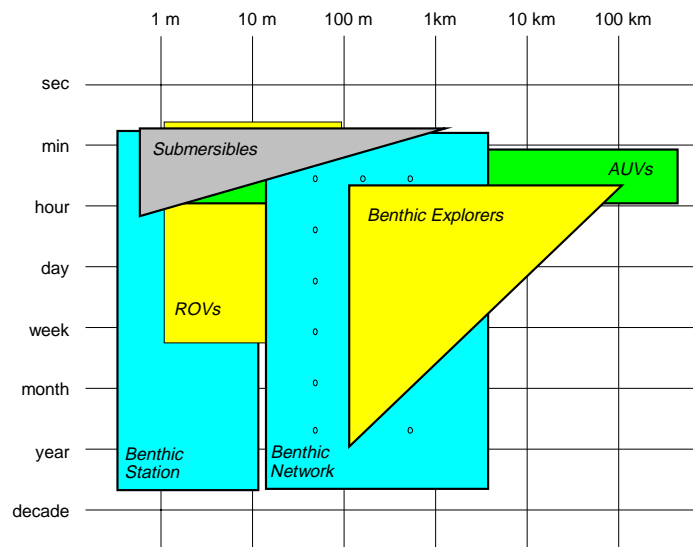 1 m 10 m 100 m 1km 10 km 100 km
sec
min
Submersibles
AUVs
hour
Benthic Explorers
day
ROVs
week
month
year
Benthic
Station
Benthic
Network
decade